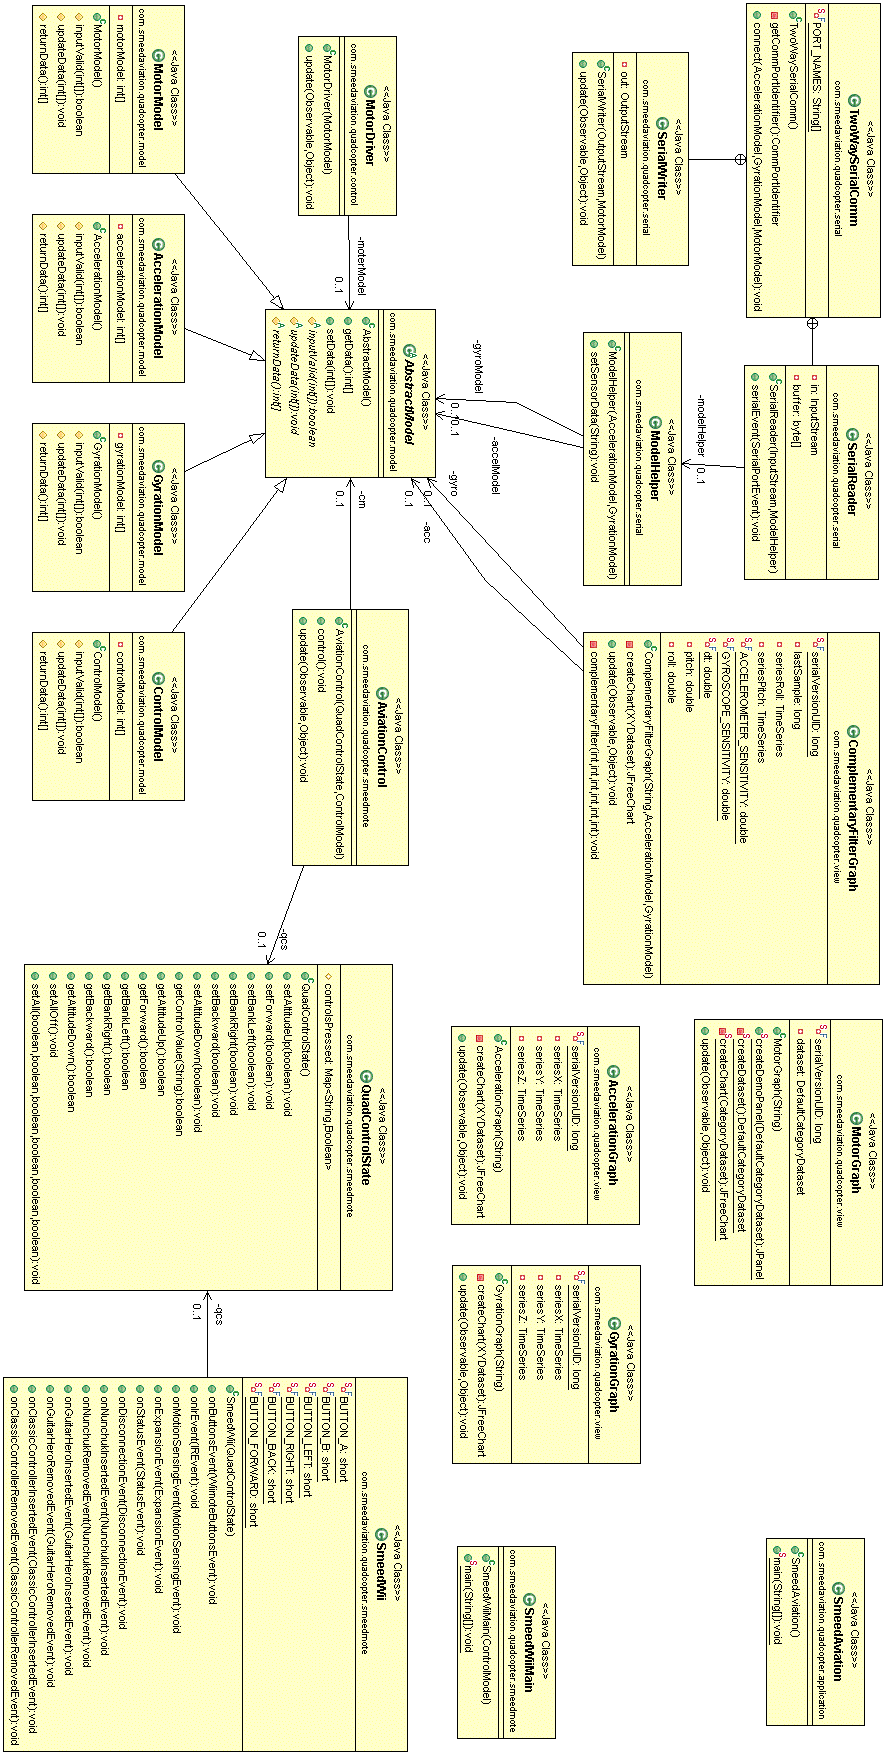 <<Java Class>>
TwoWaySerialComm
com.smeedaviation.quadcopter.serial
PORT_NAMES: String[]
TwoWaySerialComm()
getCommPortIdentifier():CommPortIdentifier
connect(AccelerationModel,GyrationModel,MotorModel):void
<<Java Class>>
SerialReader
com.smeedaviation.quadcopter.serial
in: InputStream
buffer: byte[]
SerialReader(InputStream,ModelHelper)
serialEvent(SerialPortEvent):void
<<Java Class>>
ComplementaryFilterGraph
com.smeedaviation.quadcopter.view
serialVersionUID: long
lastSample: long
seriesRoll: TimeSeries
seriesPitch: TimeSeries
ACCELEROMETER_SENSITIVITY: double
GYROSCOPE_SENSITIVITY: double
dt: double
pitch: double
roll: double
ComplementaryFilterGraph(String,AccelerationModel,GyrationModel)
createChart(XYDataset):JFreeChart
update(Observable,Object):void
complementaryFilter(int,int,int,int,int,int):void
<<Java Class>>
MotorGraph
com.smeedaviation.quadcopter.view
serialVersionUID: long
dataset: DefaultCategoryDataset
MotorGraph(String)
createDemoPanel(DefaultCategoryDataset):JPanel
createDataset():DefaultCategoryDataset
createChart(CategoryDataset):JFreeChart
update(Observable,Object):void
<<Java Class>>
SmeedAviation
com.smeedaviation.quadcopter.application
SmeedAviation()
main(String[]):void
<<Java Class>>
SerialWriter
com.smeedaviation.quadcopter.serial
out: OutputStream
SerialWriter(OutputStream,MotorModel)
update(Observable,Object):void
<<Java Class>>
ModelHelper
com.smeedaviation.quadcopter.serial
ModelHelper(AccelerationModel,GyrationModel)
setSensorData(String):void
-modelHelper
0..1
<<Java Class>>
AccelerationGraph
com.smeedaviation.quadcopter.view
serialVersionUID: long
seriesX: TimeSeries
seriesY: TimeSeries
seriesZ: TimeSeries
AccelerationGraph(String)
createChart(XYDataset):JFreeChart
update(Observable,Object):void
<<Java Class>>
GyrationGraph
com.smeedaviation.quadcopter.view
serialVersionUID: long
seriesX: TimeSeries
seriesY: TimeSeries
seriesZ: TimeSeries
GyrationGraph(String)
createChart(XYDataset):JFreeChart
update(Observable,Object):void
<<Java Class>>
SmeedWiiMain
com.smeedaviation.quadcopter.smeedmote
SmeedWiiMain(ControlModel)
main(String[]):void
<<Java Class>>
MotorDriver
com.smeedaviation.quadcopter.control
MotorDriver(MotorModel)
update(Observable,Object):void
-moterModel
0..1
-gyroModel
0..1
0..1
-accelModel
-gyro
0..1
0..1
-acc
-cm
0..1
<<Java Class>>
AbstractModel
com.smeedaviation.quadcopter.model
AbstractModel()
getData():int[]
setData(int[]):void
inputValid(int[]):boolean
updateData(int[]):void
returnData():int[]
<<Java Class>>
AviationControl
com.smeedaviation.quadcopter.smeedmote
AviationControl(QuadControlState,ControlModel)
control():void
update(Observable,Object):void
-qcs
0..1
<<Java Class>>
QuadControlState
com.smeedaviation.quadcopter.smeedmote
controlsPressed: Map<String,Boolean>
QuadControlState()
setAltitudeUp(boolean):void
setForward(boolean):void
setBankLeft(boolean):void
setBankRight(boolean):void
setBackward(boolean):void
setAltitudeDown(boolean):void
getControlValue(String):boolean
getAltitudeUp():boolean
getForward():boolean
getBankLeft():boolean
getBankRight():boolean
getBackward():boolean
getAltitudeDown():boolean
setAllOff():void
setAll(boolean,boolean,boolean,boolean,boolean,boolean):void
-qcs
0..1
<<Java Class>>
SmeedWii
com.smeedaviation.quadcopter.smeedmote
BUTTON_A: short
BUTTON_B: short
BUTTON_LEFT: short
BUTTON_RIGHT: short
BUTTON_BACK: short
BUTTON_FORWARD: short
SmeedWii(QuadControlState)
onButtonsEvent(WiimoteButtonsEvent):void
onIrEvent(IREvent):void
onMotionSensingEvent(MotionSensingEvent):void
onExpansionEvent(ExpansionEvent):void
onStatusEvent(StatusEvent):void
onDisconnectionEvent(DisconnectionEvent):void
onNunchukInsertedEvent(NunchukInsertedEvent):void
onNunchukRemovedEvent(NunchukRemovedEvent):void
onGuitarHeroInsertedEvent(GuitarHeroInsertedEvent):void
onGuitarHeroRemovedEvent(GuitarHeroRemovedEvent):void
onClassicControllerInsertedEvent(ClassicControllerInsertedEvent):void
onClassicControllerRemovedEvent(ClassicControllerRemovedEvent):void
<<Java Class>>
MotorModel
com.smeedaviation.quadcopter.model
motorModel: int[]
MotorModel()
inputValid(int[]):boolean
updateData(int[]):void
returnData():int[]
<<Java Class>>
AccelerationModel
com.smeedaviation.quadcopter.model
accelerationModel: int[]
AccelerationModel()
inputValid(int[]):boolean
updateData(int[]):void
returnData():int[]
<<Java Class>>
GyrationModel
com.smeedaviation.quadcopter.model
gyrationModel: int[]
GyrationModel()
inputValid(int[]):boolean
updateData(int[]):void
returnData():int[]
<<Java Class>>
ControlModel
com.smeedaviation.quadcopter.model
controlModel: int[]
ControlModel()
inputValid(int[]):boolean
updateData(int[]):void
returnData():int[]